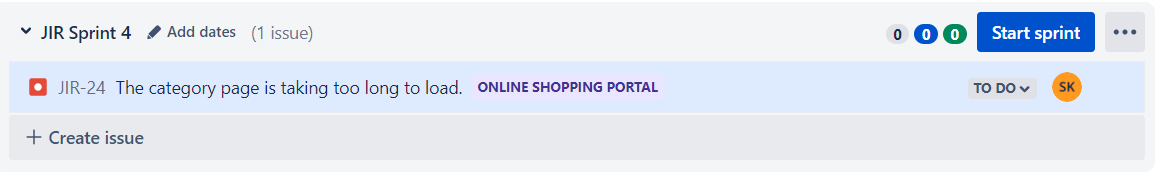 JIR Sprint 4 Add dates (1 issue) 0 0 0 Start sprint
JIR-24 The category page is taking too long to load. ONLINE SHOPPING PORTAL TO DO SK
Create issue